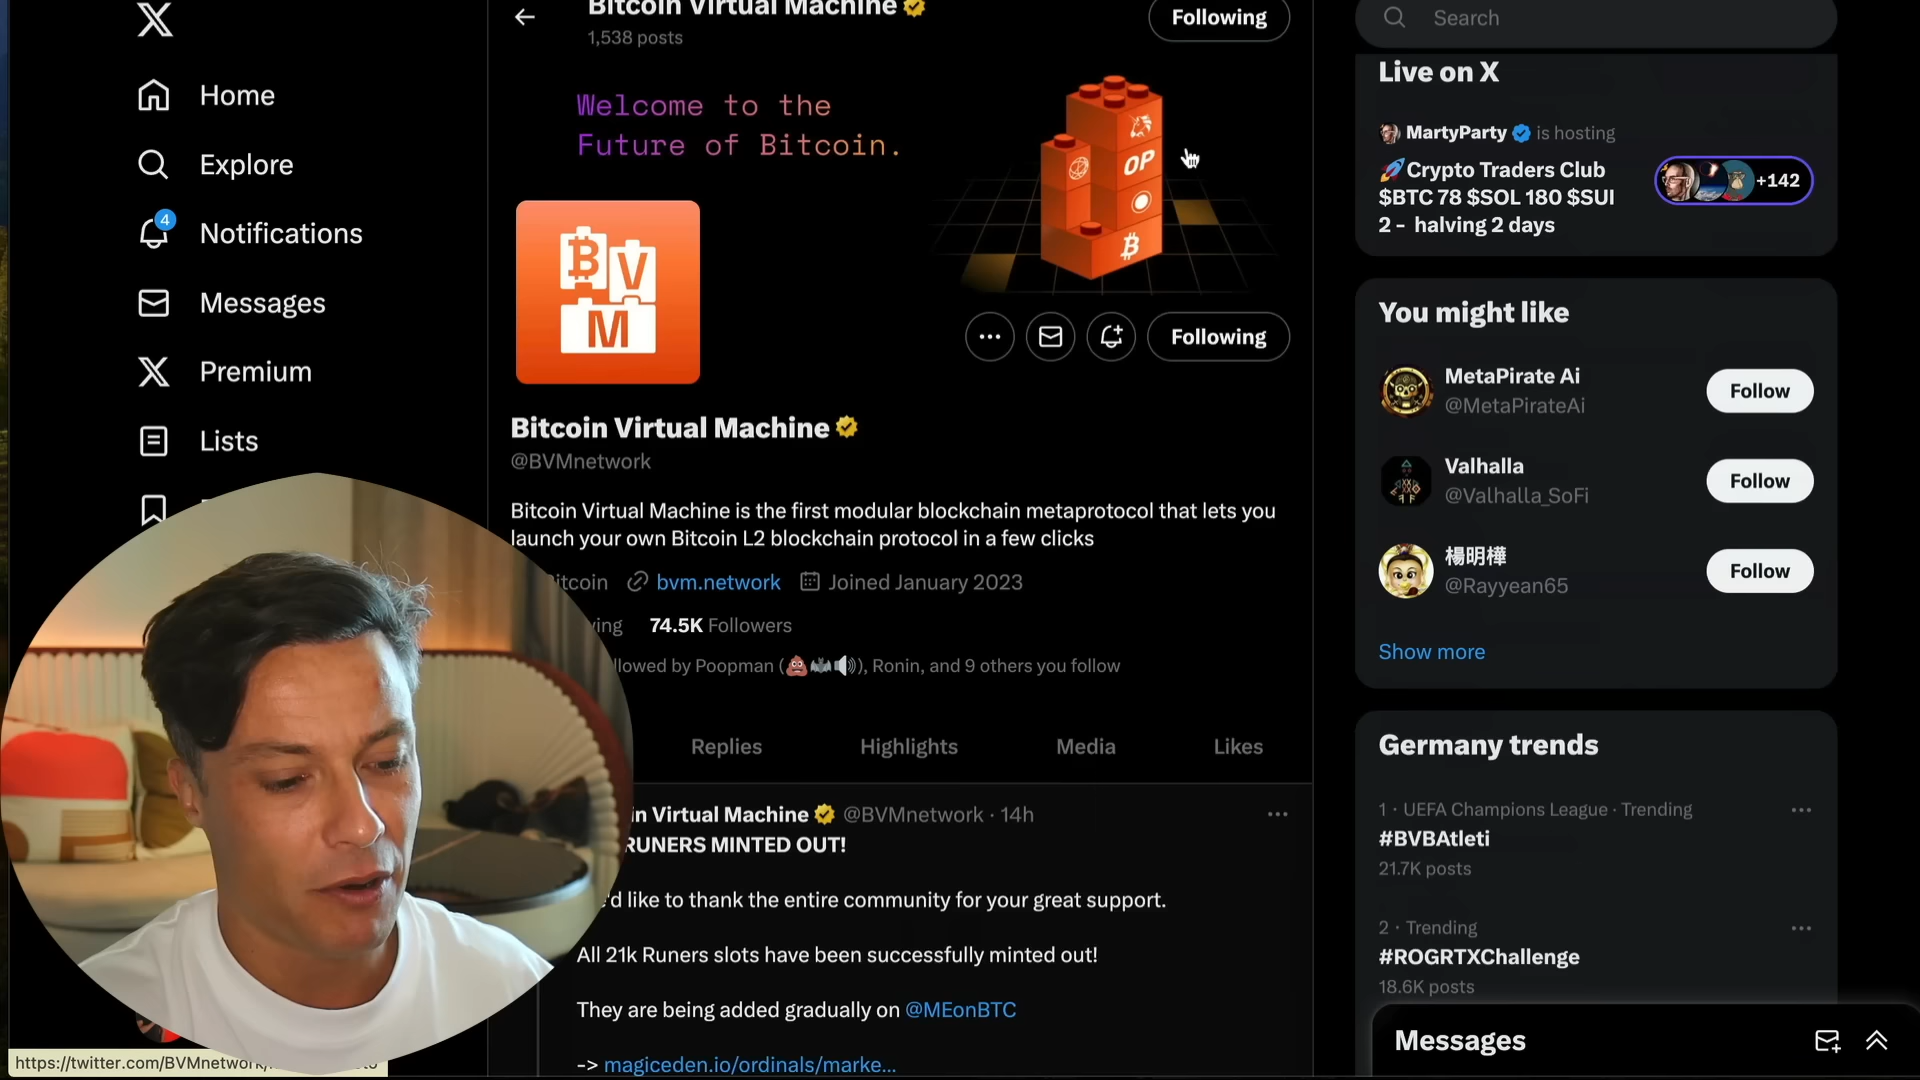 Bitcoin Virtual Machine
1,538 posts
Following
Search
Home
Explore
4
Notifications
Messages
Premium
Lists
Welcome to the
Future of Bitcoin.
OP
B V
M
Following
Bitcoin Virtual Machine
@BVMnetwork
Bitcoin Virtual Machine is the first modular blockchain metaprotocol that lets you
launch your own Bitcoin L2 blockchain protocol in a few clicks
itcoin bvm.network Joined January 2023
ing 74.5K Followers
llowed by Poopman (💩🦇🔊), Ronin, and 9 others you follow
Replies Highlights Media Likes
in Virtual Machine @BVMnetwork · 14h
RUNERS MINTED OUT!
'd like to thank the entire community for your great support.
All 21k Runers slots have been successfully minted out!
They are being added gradually on @MEonBTC
-> magiceden.io/ordinals/marke...
Live on X
MartyParty is hosting
🚀Crypto Traders Club
$BTC 78 $SOL 180 $SUI
2 - halving 2 days
+142
You might like
MetaPirate Ai
@MetaPirateAi
Follow
Valhalla
@Valhalla_SoFi
Follow
楊明樺
@Rayyean65
Follow
Show more
Germany trends
1 · UEFA Champions League · Trending
#BVBAtleti
21.7K posts
2 · Trending
#ROGRTXChallenge
18.6K posts
Messages
https://twitter.com/BVMnetwork/